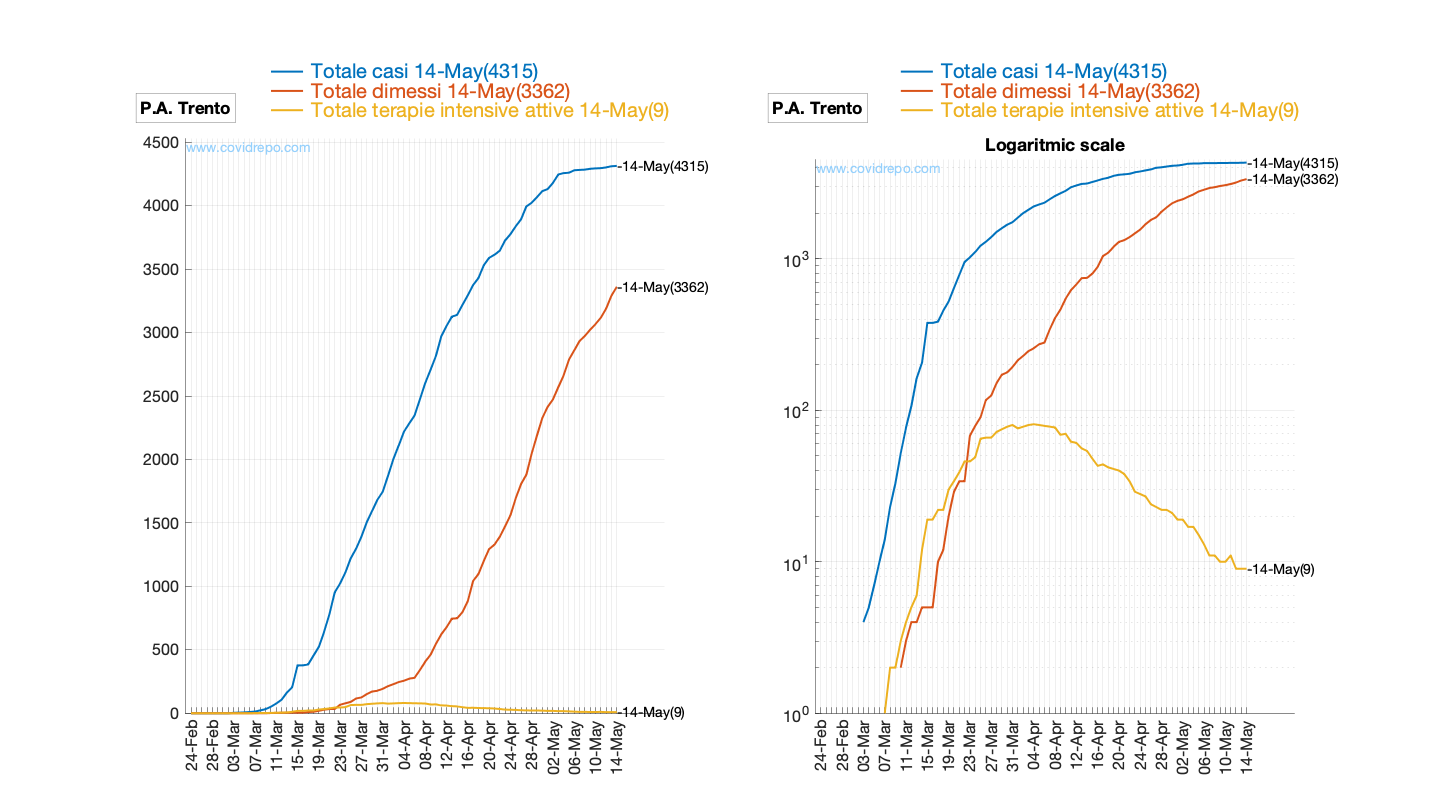 Totale casi 14-May(4315)
Totale dimessi 14-May(3362)
Totale terapie intensive attive 14-May(9)
P.A. Trento
www.covidrepo.com
4500
4000
3500
3000
2500
2000
1500
1000
500
0
-14-May(4315)
-14-May(3362)
-14-May(9)
24-Feb
28-Feb
03-Mar
07-Mar
11-Mar
15-Mar
19-Mar
23-Mar
27-Mar
31-Mar
04-Apr
08-Apr
12-Apr
16-Apr
20-Apr
24-Apr
28-Apr
02-May
06-May
10-May
14-May
Totale casi 14-May(4315)
Totale dimessi 14-May(3362)
Totale terapie intensive attive 14-May(9)
P.A. Trento
Logaritmic scale
www.covidrepo.com
10³
10²
10¹
10⁰
-14-May(4315)
-14-May(3362)
-14-May(9)
24-Feb
28-Feb
03-Mar
07-Mar
11-Mar
15-Mar
19-Mar
23-Mar
27-Mar
31-Mar
04-Apr
08-Apr
12-Apr
16-Apr
20-Apr
24-Apr
28-Apr
02-May
06-May
10-May
14-May